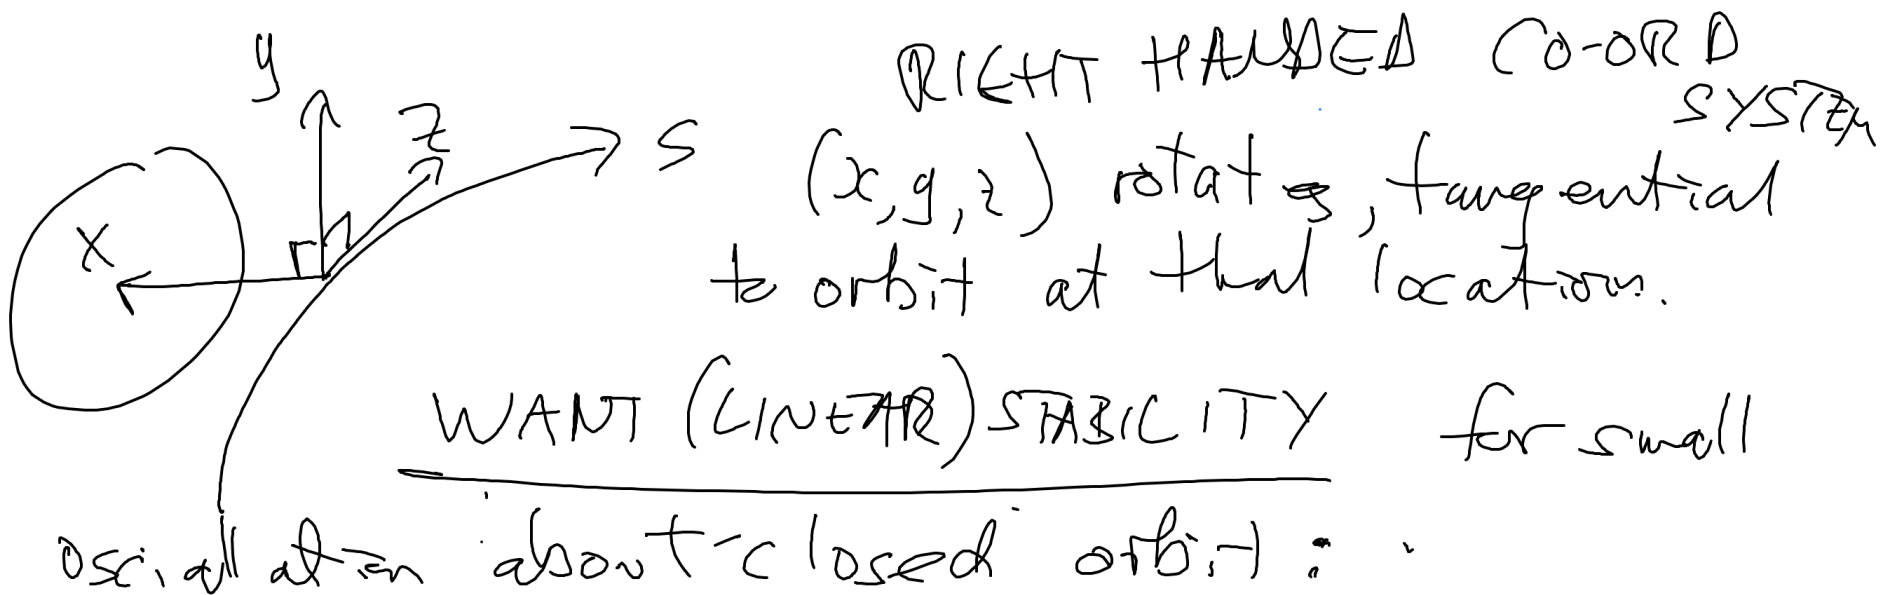 y
z
s
x
RIGHT HANDED CO-ORD
SYSTEM
(x,y,z) rotates, tangential
to orbit at that location.
WANT (LINEAR) STABILITY for small
oscillation about closed orbit: